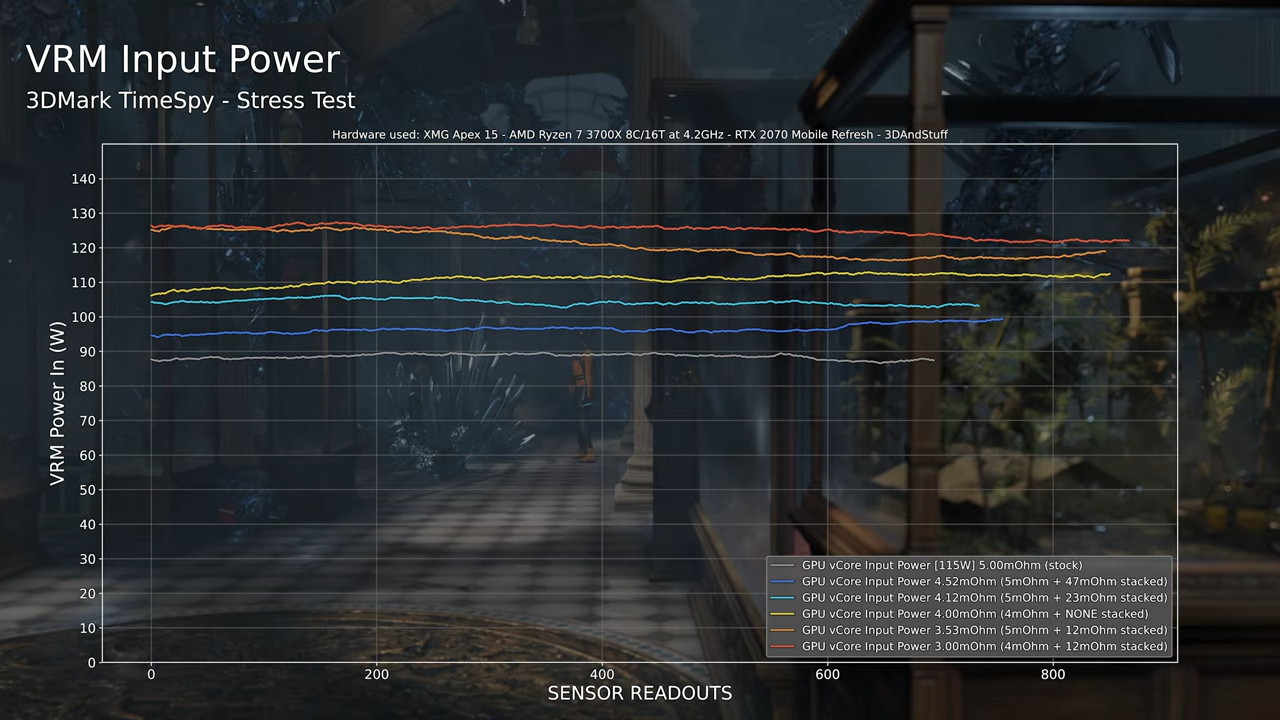 VRM Input Power
3DMark TimeSpy - Stress Test
Hardware used: XMG Apex 15 - AMD Ryzen 7 3700X 8C/16T at 4.2GHz - RTX 2070 Mobile Refresh - 3DAndStuff
140
130
120
110
100
90
80
70
60
50
40
30
20
10
0
VRM Power In (W)
GPU vCore Input Power [115W] 5.00mOhm (stock)
GPU vCore Input Power 4.52mOhm (5mOhm + 47mOhm stacked)
GPU vCore Input Power 4.12mOhm (5mOhm + 23mOhm stacked)
GPU vCore Input Power 4.00mOhm (4mOhm + NONE stacked)
GPU vCore Input Power 3.53mOhm (5mOhm + 12mOhm stacked)
GPU vCore Input Power 3.00mOhm (4mOhm + 12mOhm stacked)
0 200 400 600 800
SENSOR READOUTS